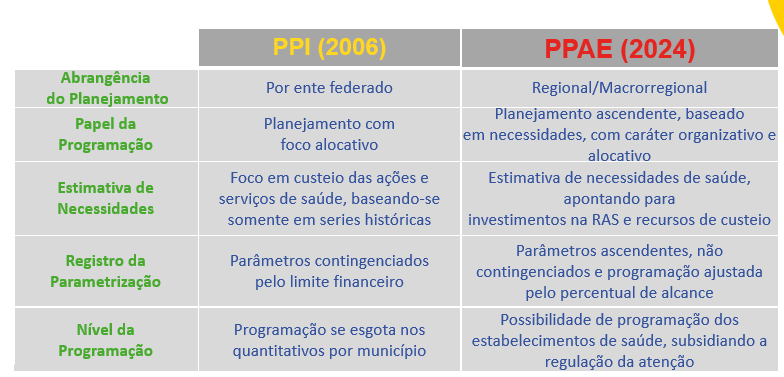 PPI (2006)
PPAE (2024)
Abrangência
do Planejamento
Por ente federado
Regional/Macrorregional
Papel da
Programação
Planejamento com
foco alocativo
Planejamento ascendente, baseado
em necessidades, com caráter organizativo e
alocativo
Estimativa de
Necessidades
Foco em custeio das ações e
serviços de saúde, baseando-se
somente em series históricas
Estimativa de necessidades de saúde,
apontando para
investimentos na RAS e recursos de custeio
Registro da
Parametrização
Parâmetros contingenciados
pelo limite financeiro
Parâmetros ascendentes, não
contingenciados e programação ajustada
pelo percentual de alcance
Nível da
Programação
Programação se esgota nos
quantitativos por município
Possibilidade de programação dos
estabelecimentos de saúde, subsidiando a
regulação da atenção